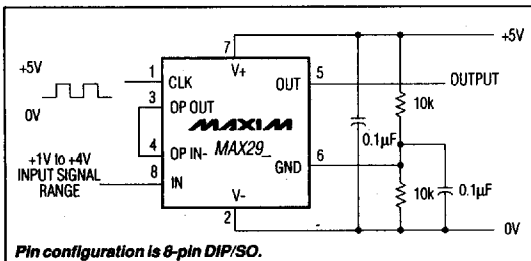 7
+5V
V+
+5V
1
CLK
OUT
5
OUTPUT
0V
3
OP OUT
10k
MAXIM
0.1µF
4
OP IN-
MAX29_
6
+1V to +4V
INPUT SIGNAL
RANGE
8
IN
GND
10k
0.1µF
V-
2
0V
Pin configuration is 8-pin DIP/SO.